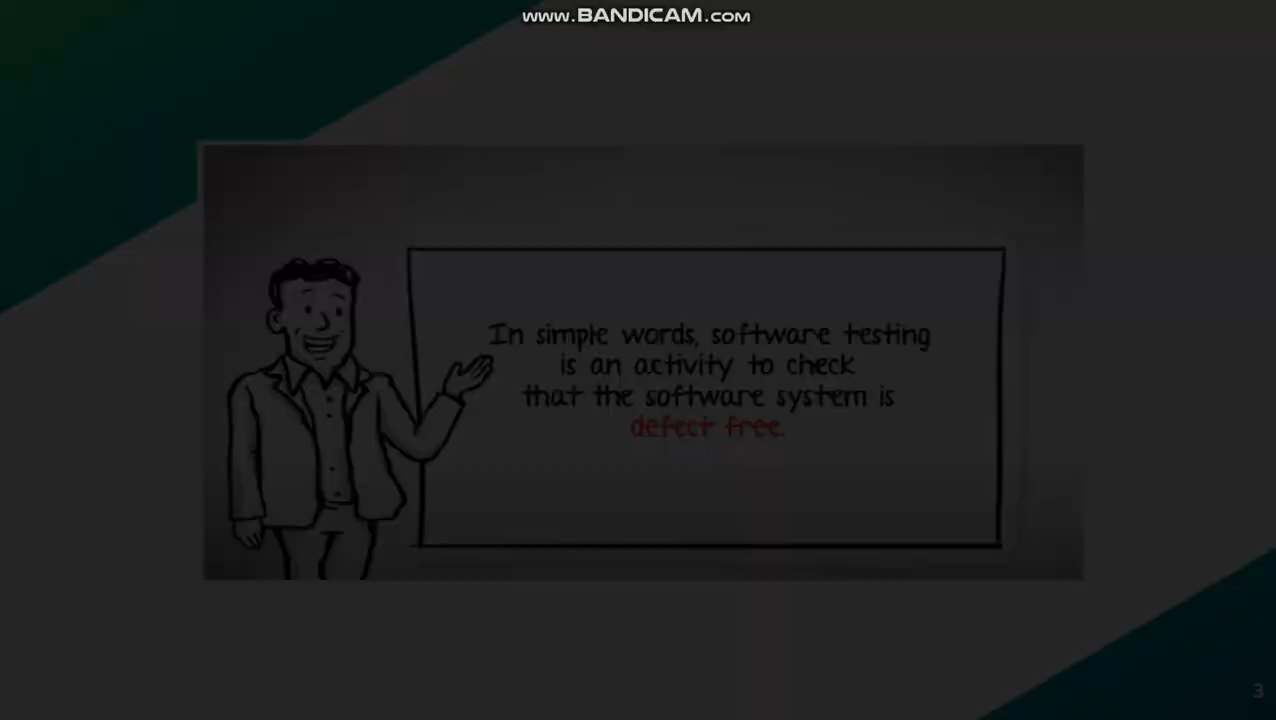 www.BANDICAM.com
In simple words, software testing
is an activity to check
that the software system is
defect free.
3